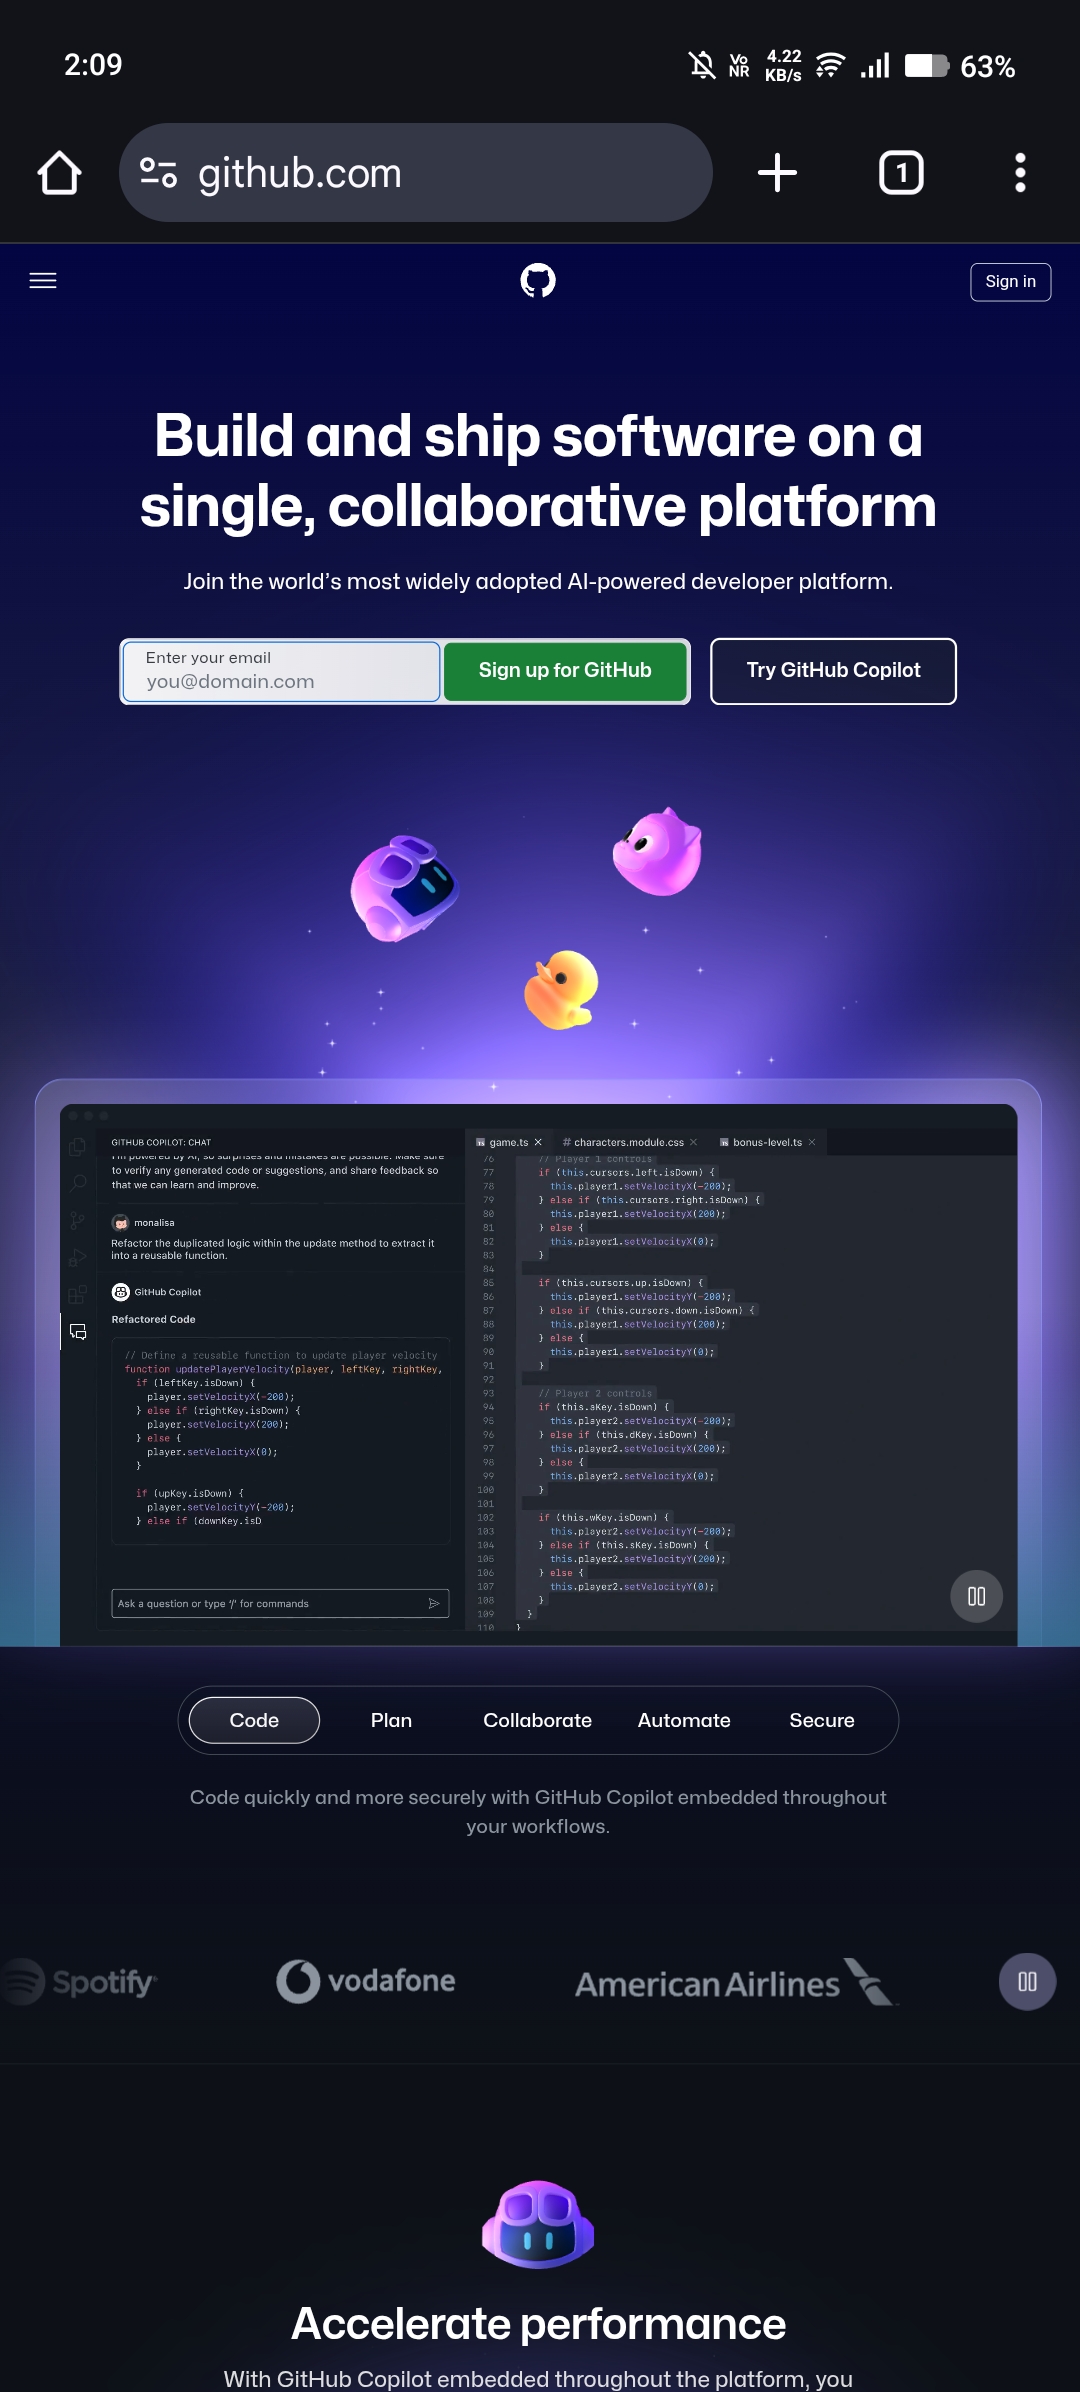 2:09
Vo
NR
4.22
KB/s
63%
github.com
1
Sign in
Build and ship software on a
single, collaborative platform
Join the world's most widely adopted AI-powered developer platform.
Enter your email
you@domain.com
Sign up for GitHub
Try GitHub Copilot
GITHUB COPILOT: CHAT
I'm powered by AI, so surprises and mistakes are possible. Make sure
to verify any generated code or suggestions, and share feedback so
that we can learn and improve.
monalisa
Refactor the duplicated logic within the update method to extract it
into a reusable function.
GitHub Copilot
Refactored Code
// Define a reusable function to update player velocity
function updatePlayerVelocity(player, leftKey, rightKey,
if (leftKey.isDown) {
player.setVelocityX(-200);
} else if (rightKey.isDown) {
player.setVelocityX(200);
} else {
player.setVelocityX(0);
}
if (upKey.isDown) {
player.setVelocityY(-200);
} else if (downKey.isD
Ask a question or type '/' for commands
TS game.ts ×
# characters.module.css ×
TS bonus-level.ts ×
76 // Player 1 controls
77 if (this.cursors.left.isDown) {
78 this.player1.setVelocityX(-200);
79 } else if (this.cursors.right.isDown) {
80 this.player1.setVelocityX(200);
81 } else {
82 this.player1.setVelocityX(0);
83 }
84
85 if (this.cursors.up.isDown) {
86 this.player1.setVelocityY(-200);
87 } else if (this.cursors.down.isDown) {
88 this.player1.setVelocityY(200);
89 } else {
90 this.player1.setVelocityY(0);
91 }
92
93 // Player 2 controls
94 if (this.aKey.isDown) {
95 this.player2.setVelocityX(-200);
96 } else if (this.dKey.isDown) {
97 this.player2.setVelocityX(200);
98 } else {
99 this.player2.setVelocityX(0);
100 }
101
102 if (this.wKey.isDown) {
103 this.player2.setVelocityY(-200);
104 } else if (this.sKey.isDown) {
105 this.player2.setVelocityY(200);
106 } else {
107 this.player2.setVelocityY(0);
108 }
109 }
110 }
Code
Plan
Collaborate
Automate
Secure
Code quickly and more securely with GitHub Copilot embedded throughout
your workflows.
Spotify
vodafone
American Airlines
Accelerate performance
With GitHub Copilot embedded throughout the platform, you